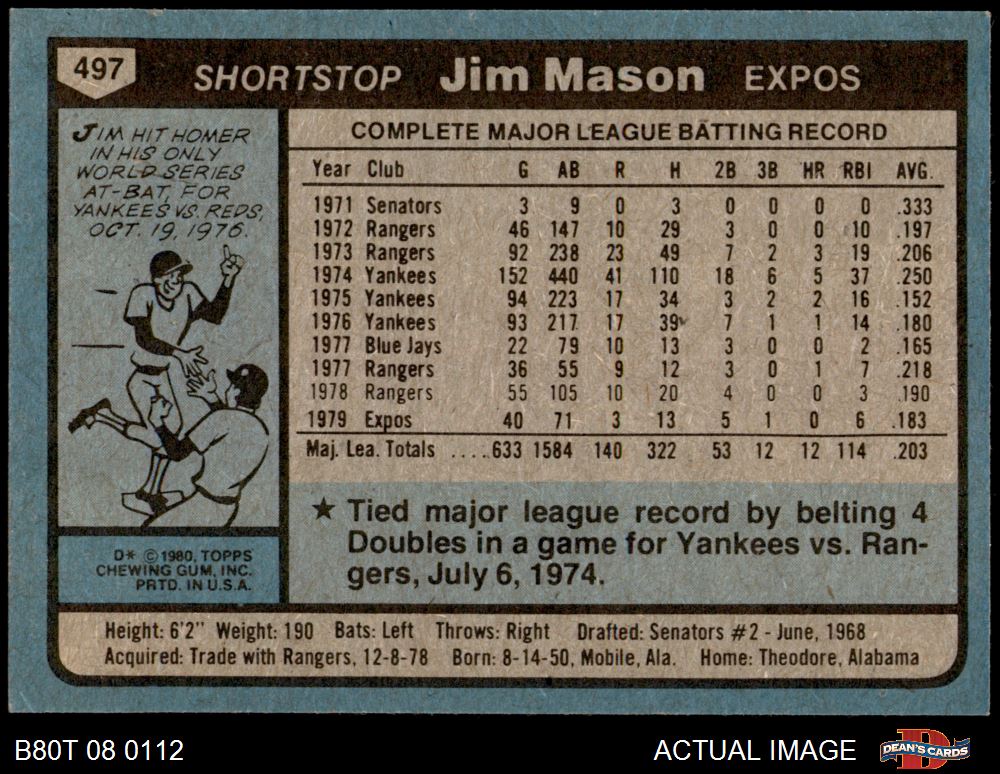 497
SHORTSTOP Jim Mason EXPOS
JIM HIT HOMER
IN HIS ONLY
WORLD SERIES
AT-BAT, FOR
YANKEES VS. REDS,
OCT. 19, 1976.
D* © 1980, TOPPS
CHEWING GUM, INC.
PRTD. IN U.S.A.
COMPLETE MAJOR LEAGUE BATTING RECORD
Year Club G AB R H 2B 3B HR RBI AVG.
1971 Senators 3 9 0 3 0 0 0 0 .333
1972 Rangers 46 147 10 29 3 0 0 10 .197
1973 Rangers 92 238 23 49 7 2 3 19 .206
1974 Yankees 152 440 41 110 18 6 5 37 .250
1975 Yankees 94 223 17 34 3 2 2 16 .152
1976 Yankees 93 217 17 39 7 1 1 14 .180
1977 Blue Jays 22 79 10 13 3 0 0 2 .165
1977 Rangers 36 55 9 12 3 0 1 7 .218
1978 Rangers 55 105 10 20 4 0 0 3 .190
1979 Expos 40 71 3 13 5 1 0 6 .183
Maj. Lea. Totals ....633 1584 140 322 53 12 12 114 .203
★ Tied major league record by belting 4
Doubles in a game for Yankees vs. Ran-
gers, July 6, 1974.
Height: 6'2" Weight: 190 Bats: Left Throws: Right Drafted: Senators #2 - June, 1968
Acquired: Trade with Rangers, 12-8-78 Born: 8-14-50, Mobile, Ala. Home: Theodore, Alabama
B80T 08 0112 ACTUAL IMAGE DEAN'S CARDS